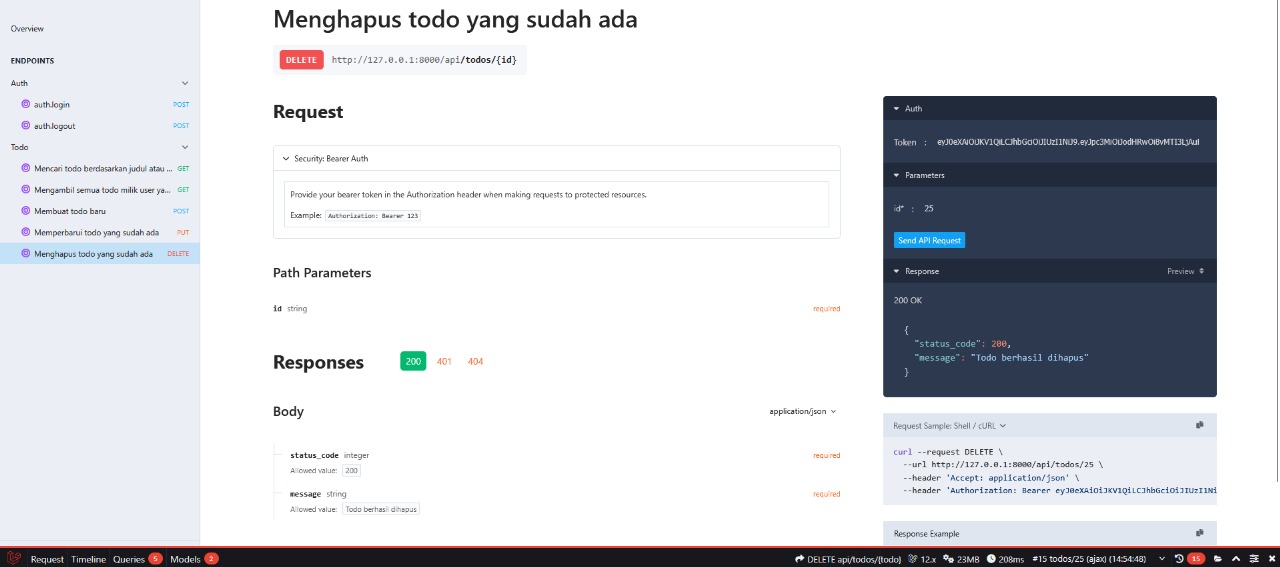 Overview
ENDPOINTS
Auth
auth.login POST
auth.logout POST
Todo
Mencari todo berdasarkan judul atau ... GET
Mengambil semua todo milik user ya... GET
Membuat todo baru POST
Memperbarui todo yang sudah ada PUT
Menghapus todo yang sudah ada DELETE
Menghapus todo yang sudah ada
DELETE http://127.0.0.1:8000/api/todos/{id}
Request
Security: Bearer Auth
Provide your bearer token in the Authorization header when making requests to protected resources.
Example: Authorization: Bearer 123
Path Parameters
id string required
Responses 200 401 404
Body application/json
status_code integer required
Allowed value: 200
message string required
Allowed value: Todo berhasil dihapus
Auth
Token :
Parameters
id* : 25
Send API Request
Response Preview
200 OK
{
"status_code": 200,
"message": "Todo berhasil dihapus"
}
Request Sample: Shell / cURL
curl --request DELETE \
--url http://127.0.0.1:8000/api/todos/25 \
--header 'Accept: application/json' \
--header 'Authorization: Bearer eyJ0eXAiOiJKV1QiLCJhbGciOiJIUzI1Ni
Response Example
Request Timeline Queries 5 Models 2 DELETE api/todos/{todo} 12.x 23MB 208ms #15 todos/25 (ajax) (14:54:48) 15